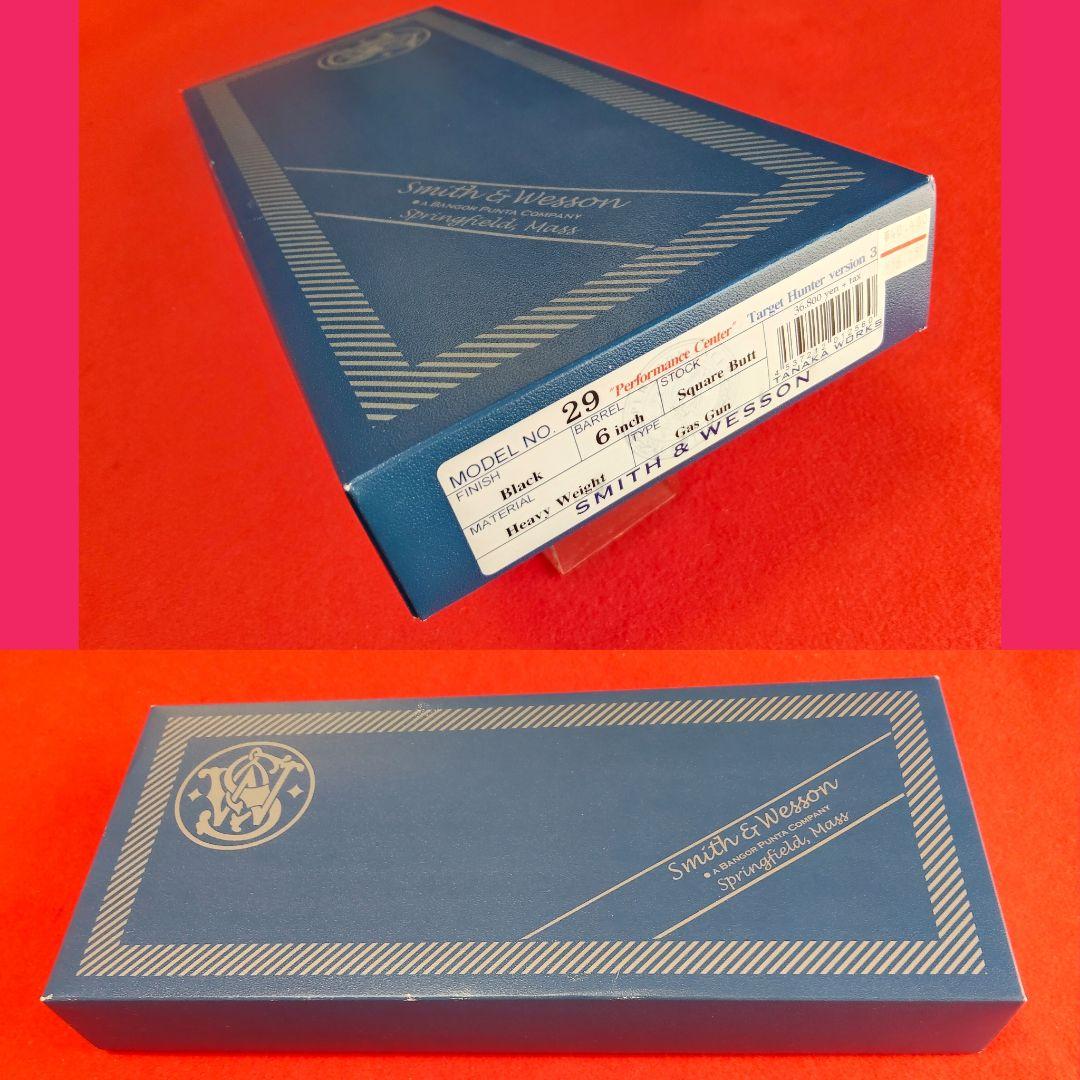 Smith & Wesson
• A BANGOR PUNTA COMPANY
Springfield, Mass
MODEL NO. 29 "Performance Center" Target Hunter version 3
FINISH Black
BARREL 6 inch
STOCK Square Butt
36.800 yen + tax
MATERIAL Heavy Weight
TYPE Gas Gun
TANAKA WORKS
SMITH & WESSON
Smith & Wesson
• A BANGOR PUNTA COMPANY
Springfield, Mass